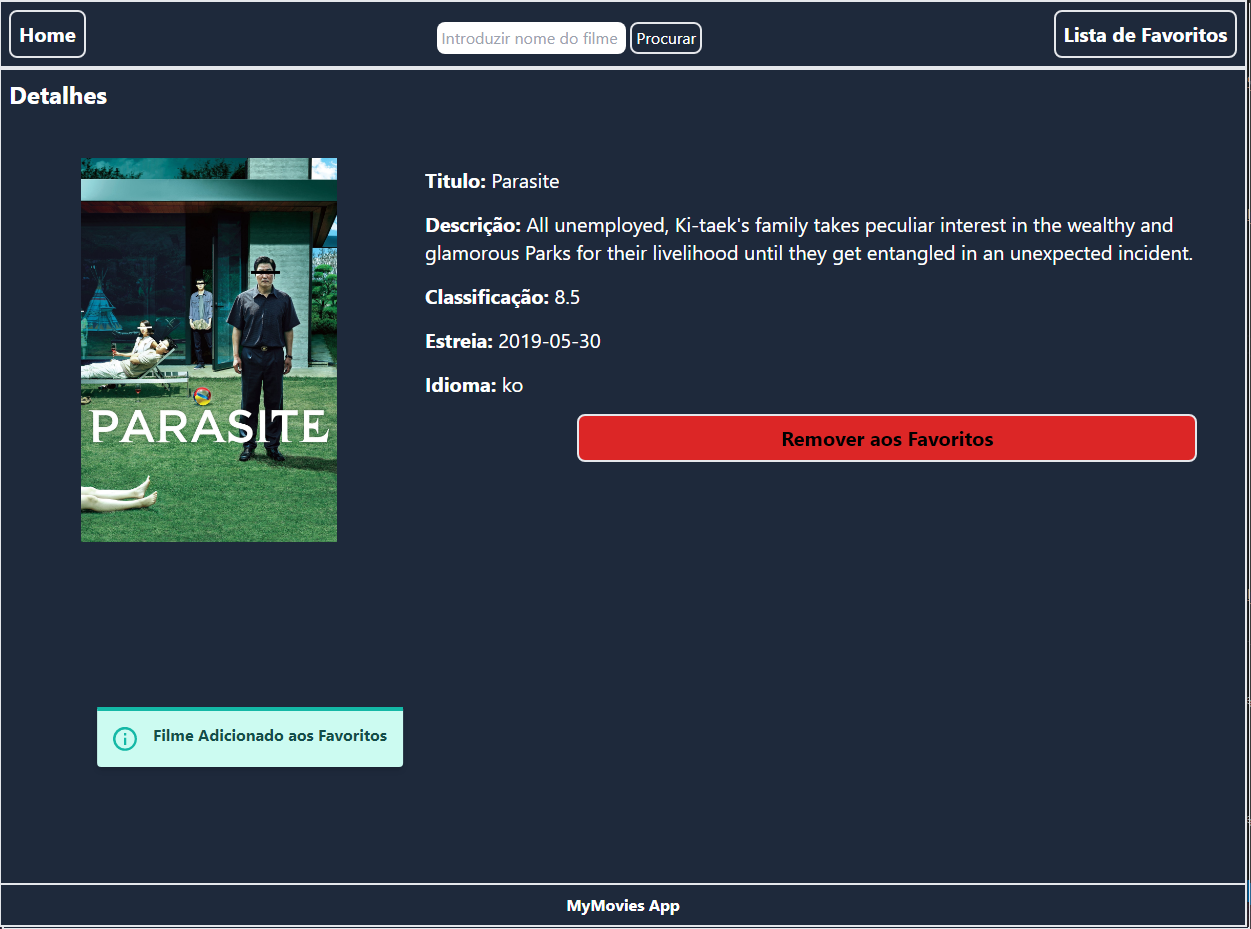 Home
Introduzir nome do filme
Procurar
Lista de Favoritos
Detalhes
PARASITE
Titulo: Parasite
Descrição: All unemployed, Ki-taek's family takes peculiar interest in the wealthy and
glamorous Parks for their livelihood until they get entangled in an unexpected incident.
Classificação: 8.5
Estreia: 2019-05-30
Idioma: ko
Remover aos Favoritos
Filme Adicionado aos Favoritos
MyMovies App